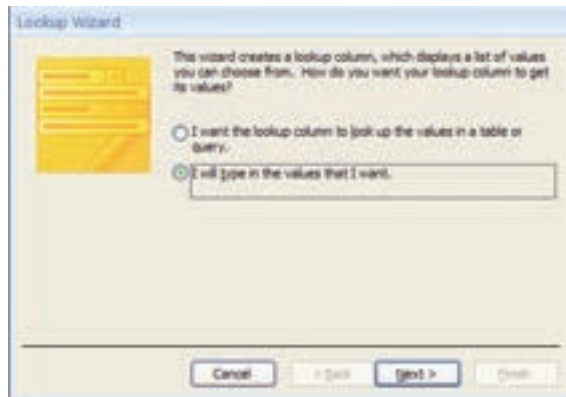 Lookup Wizard
This wizard creates a lookup column, which displays a list of values
you can choose from. How do you want your lookup column to get
its values?
I want the lookup column to look up the values in a table or
query.
I will type in the values that I want.
Cancel
< Back
Next >
Finish